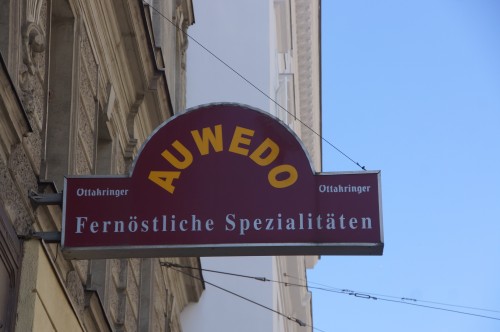 AUWEDO
Ottakringer Ottakringer
Fernöstliche Spezialitäten